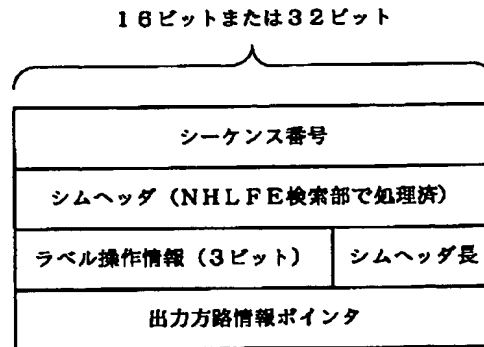 16ビットまたは32ビット
シーケンス番号
シムヘッダ（NHLFE検索部で処理済）
ラベル操作情報（3ビット） シムヘッダ長
出力方路情報ポインタ